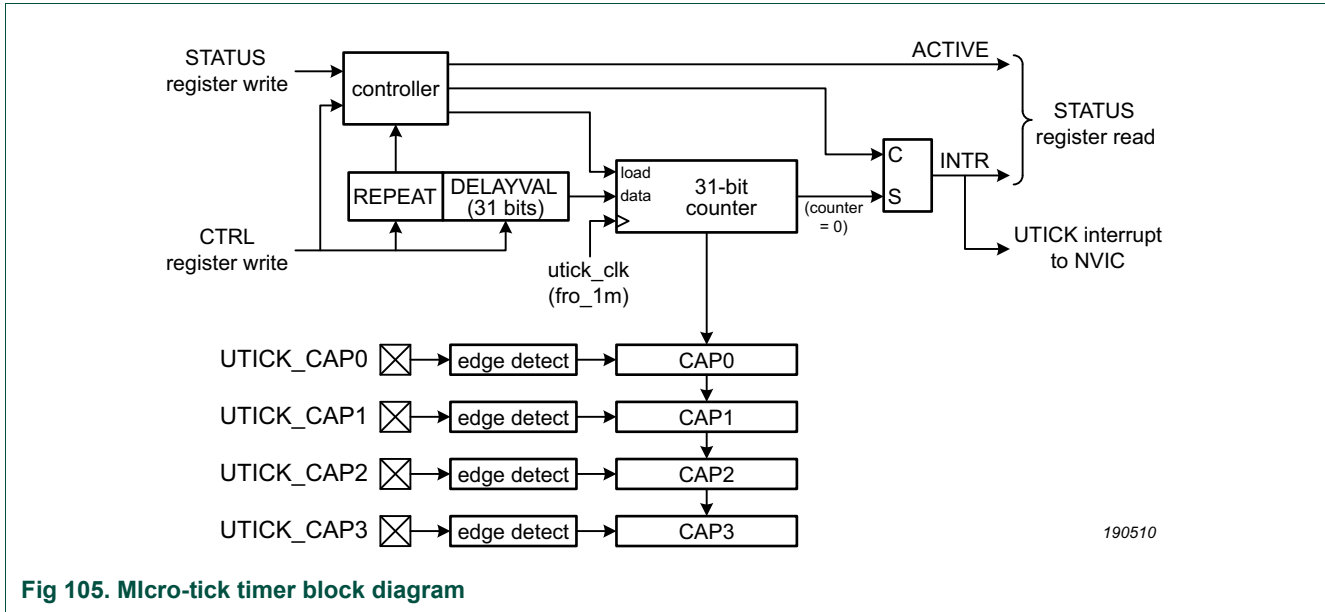 STATUS
register write
controller
ACTIVE
STATUS
register read
C
INTR
S
load
data
31-bit
counter
(counter
= 0)
REPEAT
DELAYVAL
(31 bits)
CTRL
register write
utick_clk
(fro_1m)
UTICK interrupt
to NVIC
UTICK_CAP0
edge detect
CAP0
UTICK_CAP1
edge detect
CAP1
UTICK_CAP2
edge detect
CAP2
UTICK_CAP3
edge detect
CAP3
190510
Fig 105. MIcro-tick timer block diagram